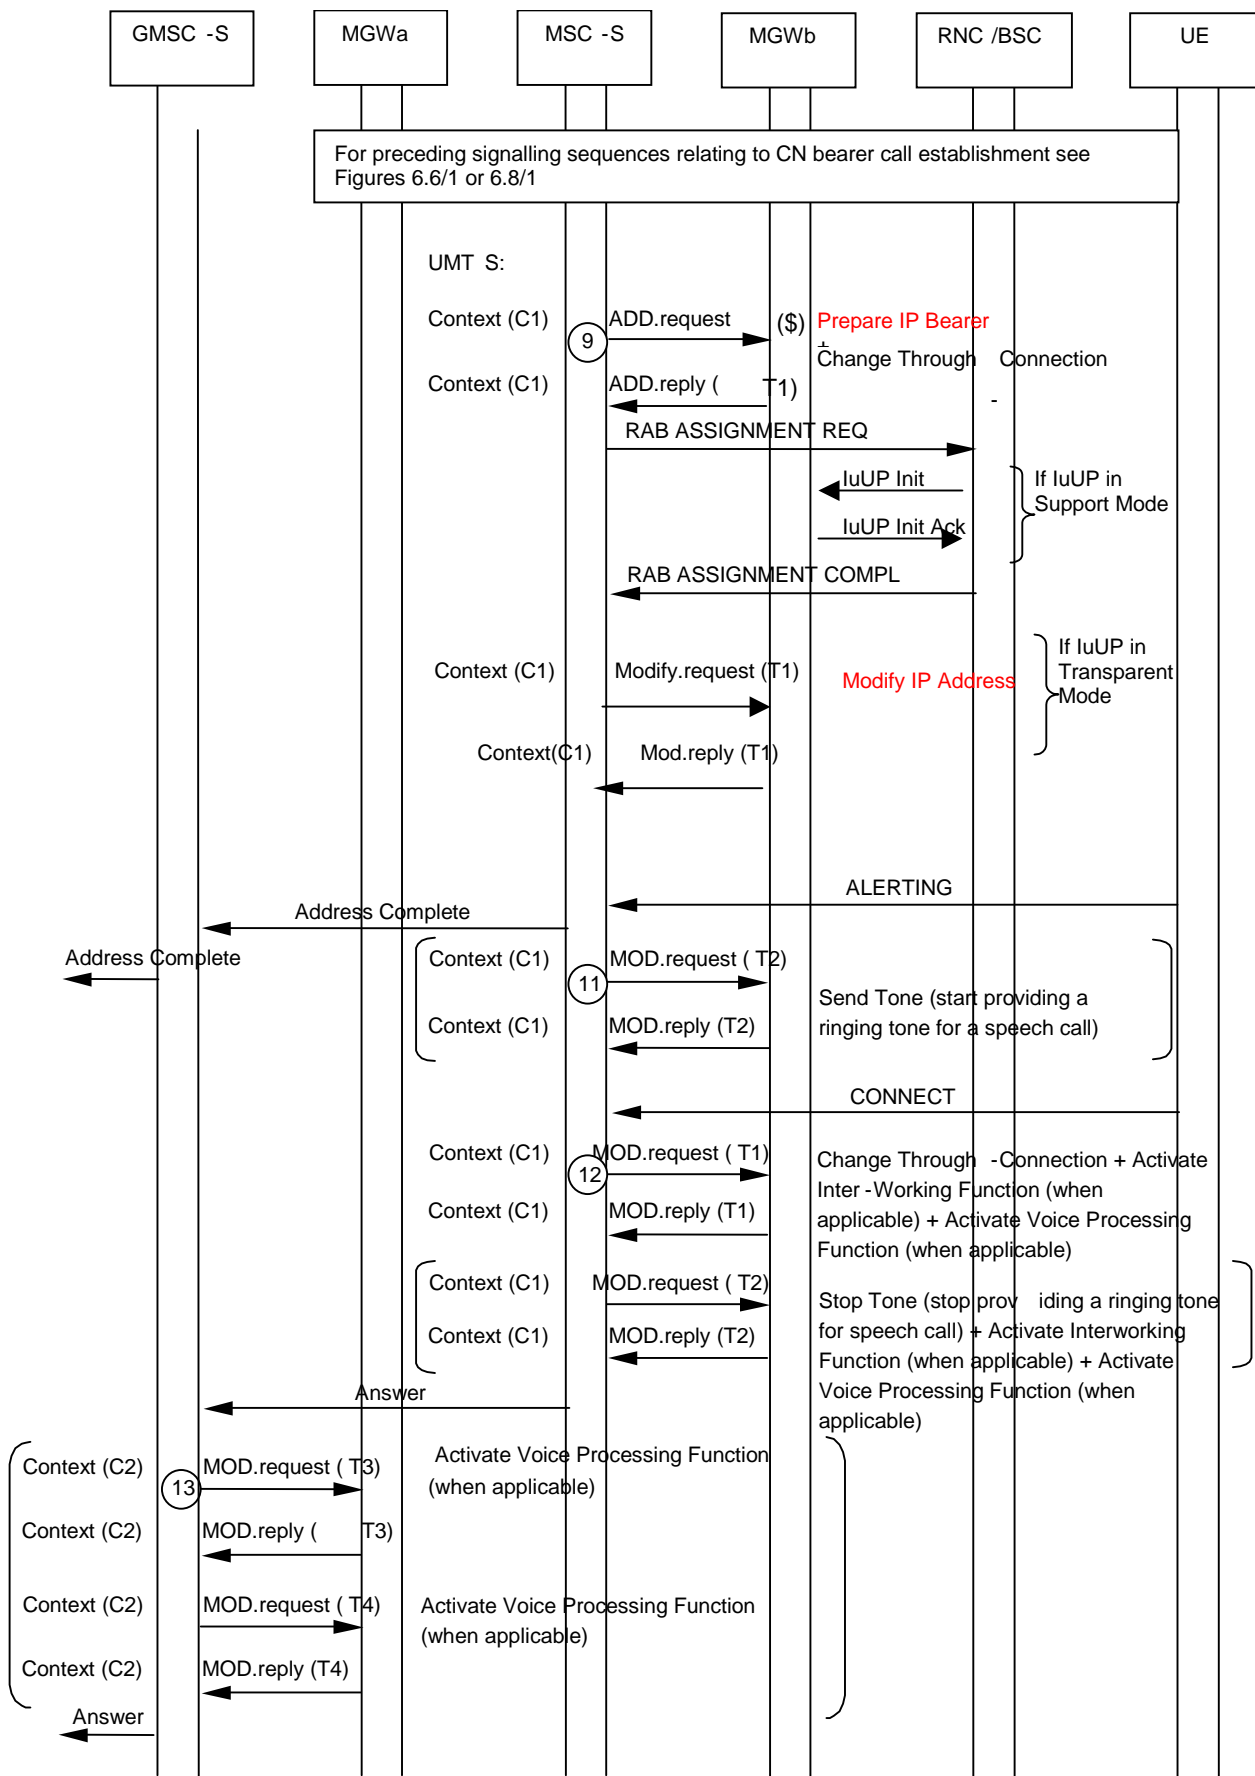 GMSC -S
MGWa
MSC -S
MGWb
RNC /BSC
UE
For preceding signalling sequences relating to CN bearer call establishment see
Figures 6.6/1 or 6.8/1
UMT S:
Context (C1)
9
ADD.request
($)
Prepare IP Bearer
+
Change Through Connection
-
Context (C1)
ADD.reply ( T1)
RAB ASSIGNMENT REQ
IuUP Init
IuUP Init Ack
If IuUP in
Support Mode
RAB ASSIGNMENT COMPL
Context (C1)
Modify.request (T1)
Modify IP Address
If IuUP in
Transparent
Mode
Context(C1)
Mod.reply (T1)
ALERTING
Address Complete
Address Complete
Context (C1)
11
MOD.request ( T2)
Send Tone (start providing a
ringing tone for a speech call)
Context (C1)
MOD.reply (T2)
CONNECT
Context (C1)
12
MOD.request ( T1)
Change Through -Connection + Activate
Inter -Working Function (when
applicable) + Activate Voice Processing
Function (when applicable)
Context (C1)
MOD.reply (T1)
Context (C1)
MOD.request ( T2)
Stop Tone (stop prov iding a ringing tone
for speech call) + Activate Interworking
Function (when applicable) + Activate
Voice Processing Function (when
applicable)
Context (C1)
MOD.reply (T2)
Answer
Context (C2)
13
MOD.request ( T3)
Activate Voice Processing Function
(when applicable)
Context (C2)
MOD.reply ( T3)
Context (C2)
MOD.request ( T4)
Activate Voice Processing Function
(when applicable)
Context (C2)
MOD.reply (T4)
Answer